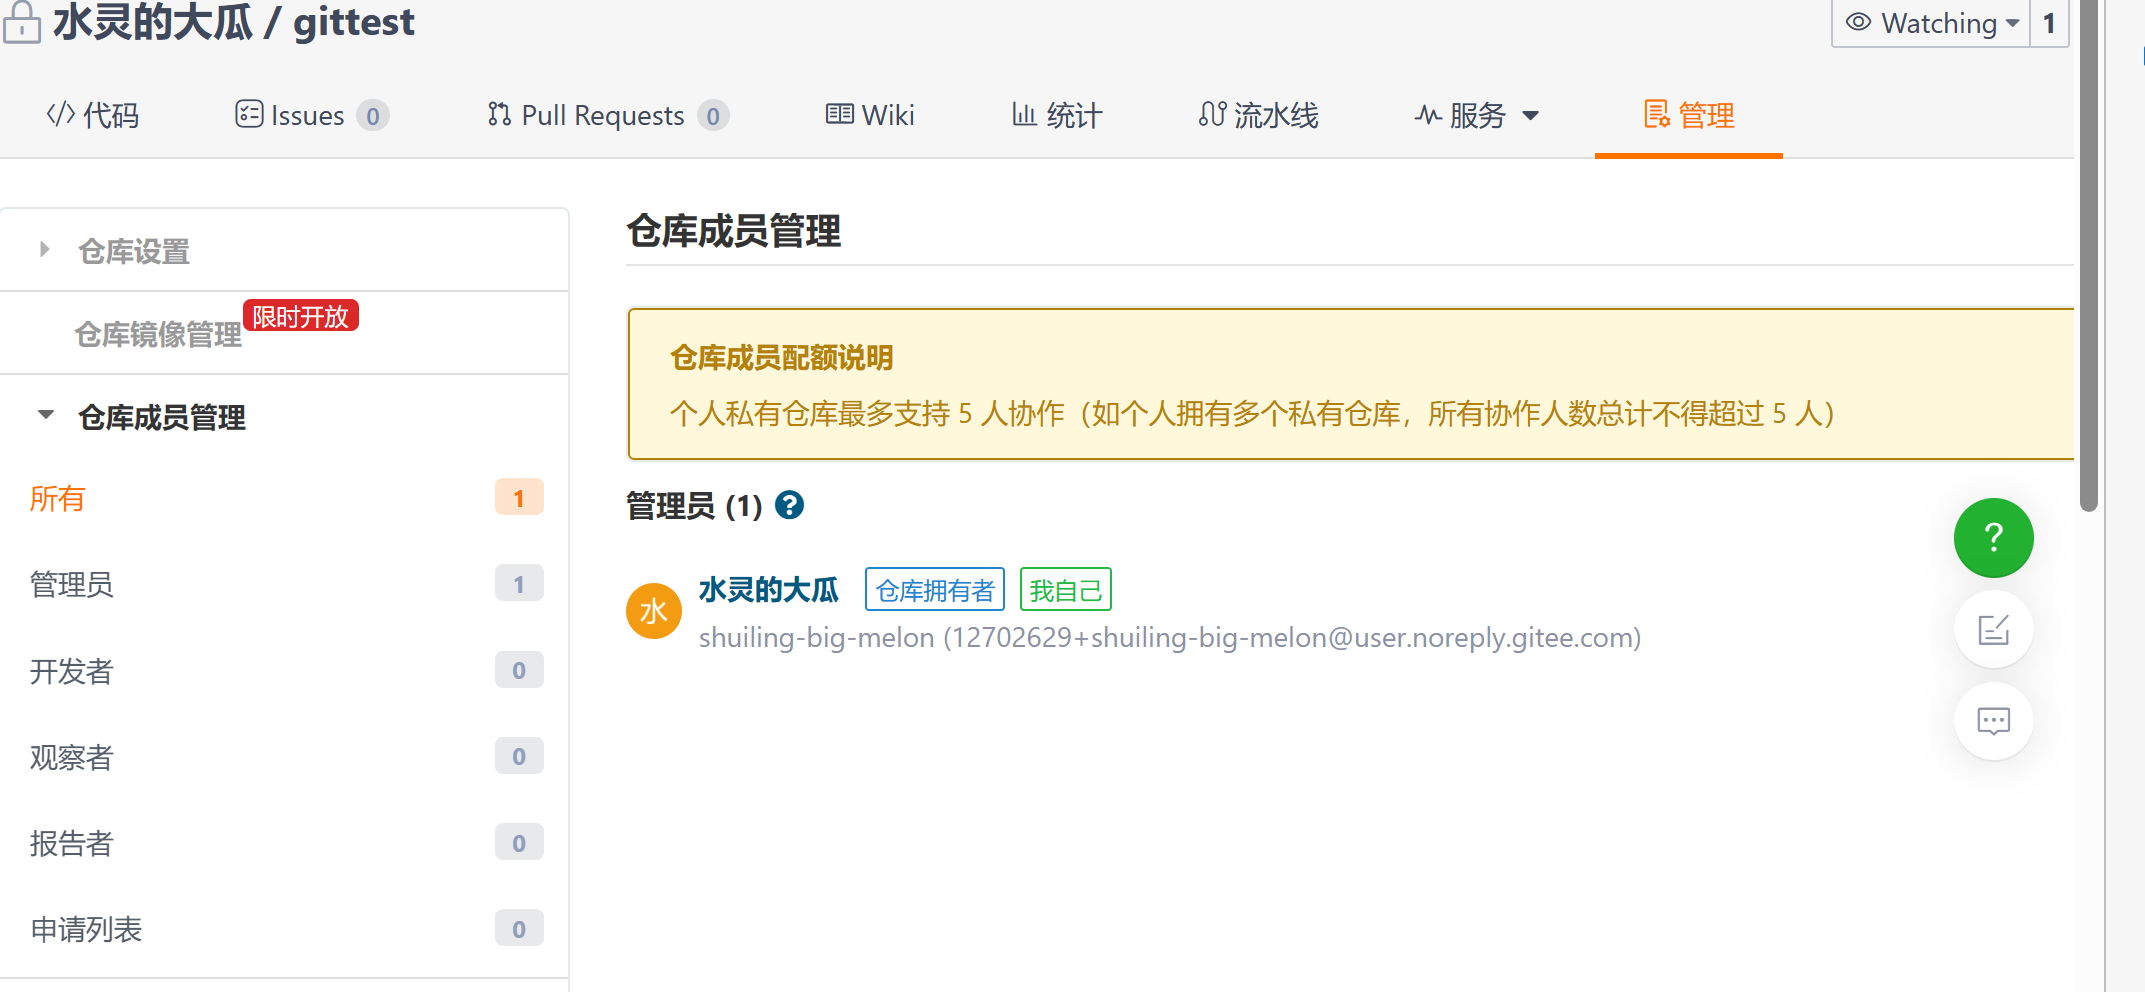 水灵的大瓜 / gittest
Watching 1
代码 Issues 0 Pull Requests 0 Wiki 统计 流水线 服务 管理
仓库设置
仓库镜像管理 限时开放
仓库成员管理
所有 1
管理员 1
开发者 0
观察者 0
报告者 0
申请列表 0
仓库成员管理
仓库成员配额说明
个人私有仓库最多支持 5 人协作（如个人拥有多个私有仓库，所有协作人数总计不得超过 5 人）
管理员 (1) ?
水 水灵的大瓜 仓库拥有者 我自己
shuiling-big-melon (12702629+shuiling-big-melon@user.noreply.gitee.com)
?